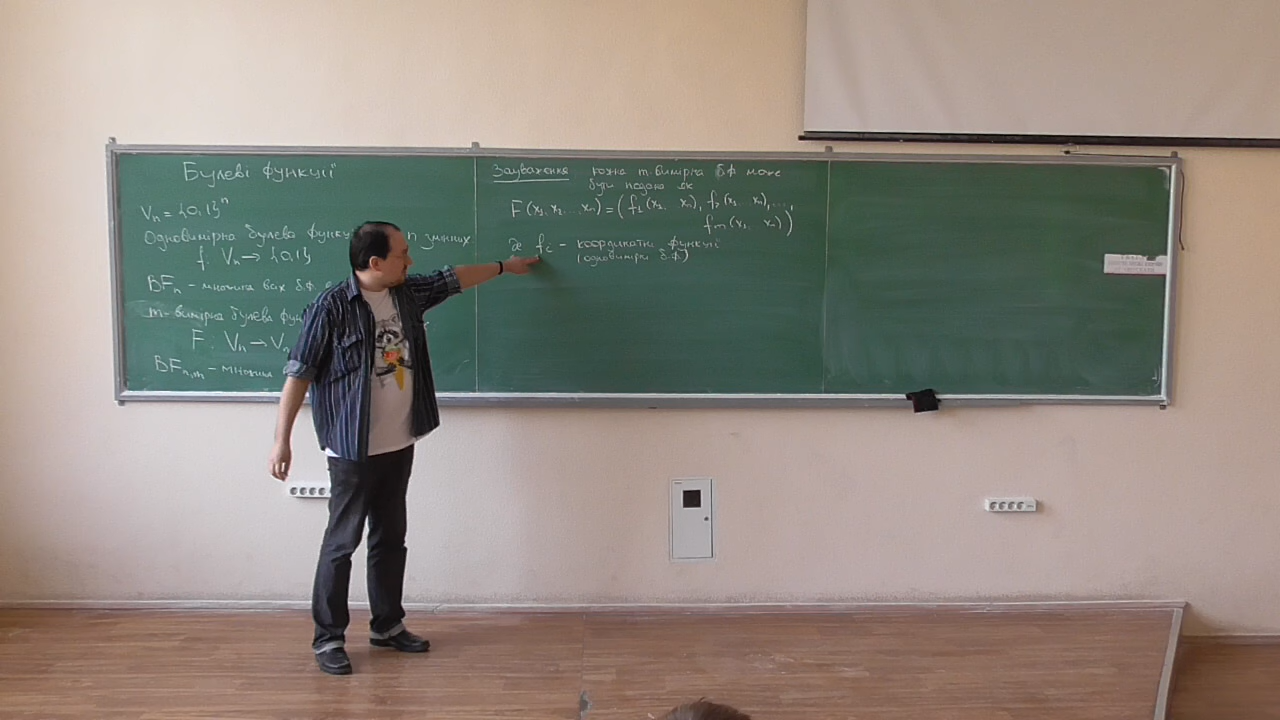 Булеві функції"
Vₙ = {0,1}ⁿ
Одновимірна булева функ n змінних
f: Vₙ → {0,1}
BFₙ – множина всіх б.ф.
m-вимірна булева фун
F: Vₙ → V
BFₙ,ₘ – множина
Зауваження кожна m-вимірна б.ф може
бути подана як
F(x₁, x₂, ..., xₙ) = (f₁(x₁, xₙ), f₂(x₁, xₙ), ...,
fₘ(x₁, xₙ))
де fᵢ – координатні функції
(одновимірні б.ф.)